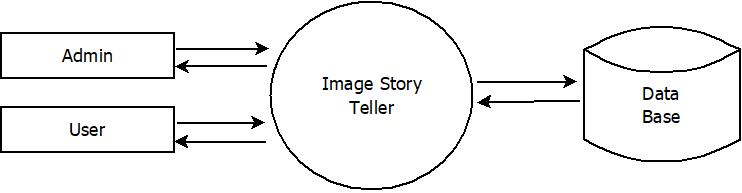 Admin
User
Image Story
Teller
Data
Base